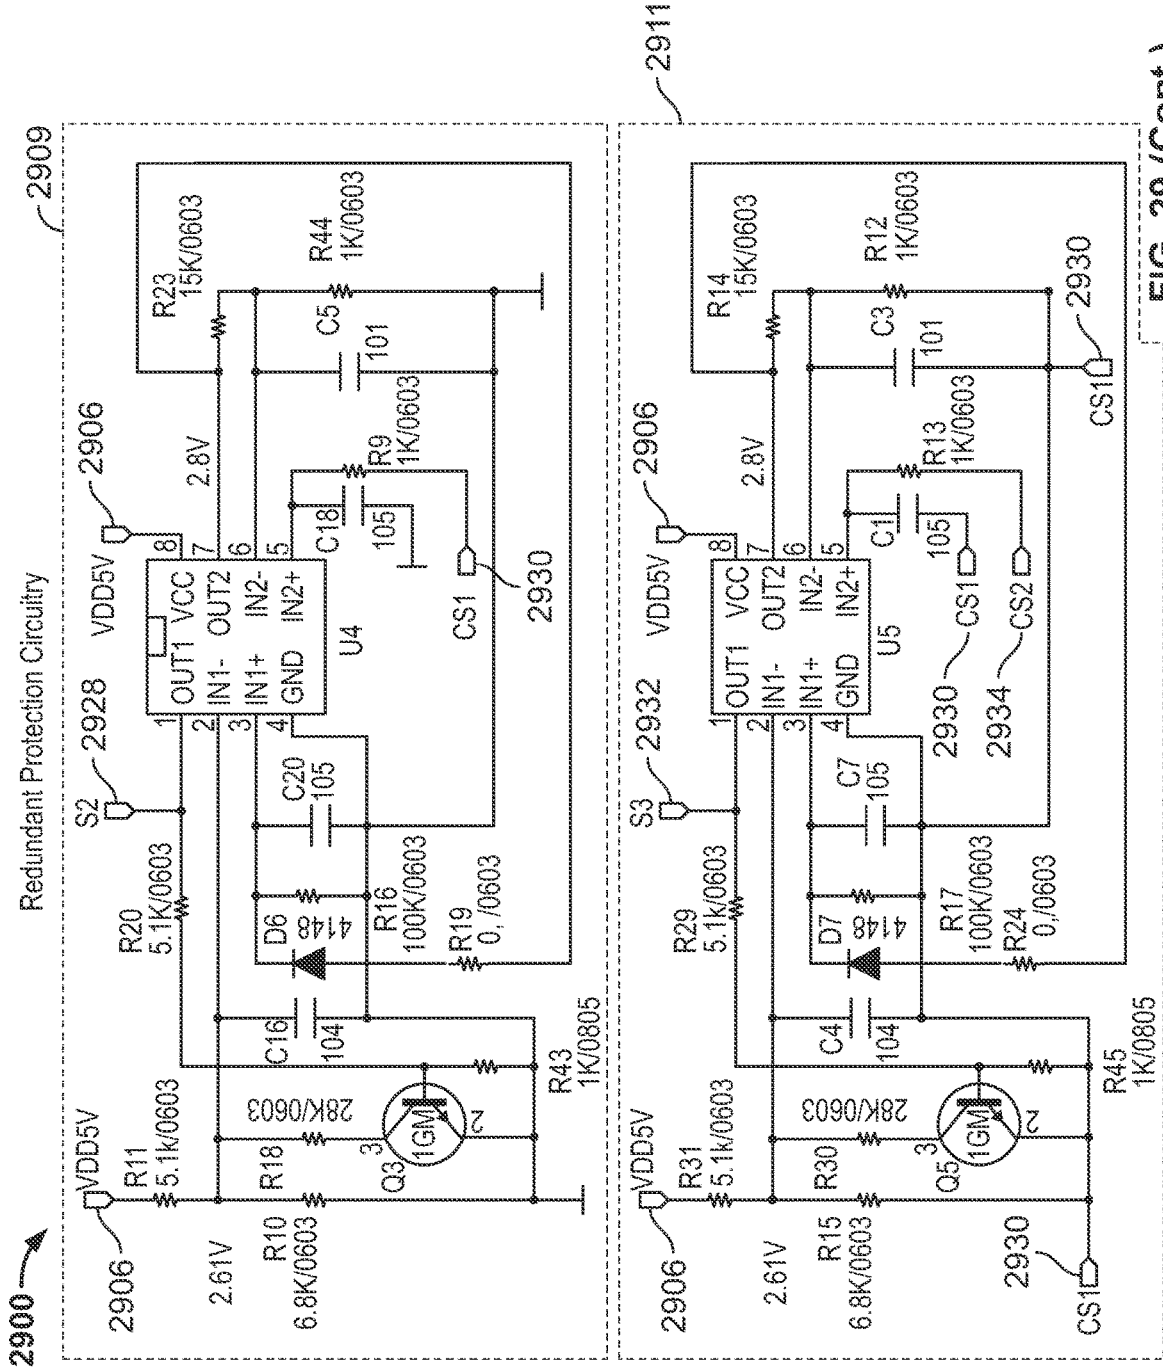 2900
Redundant Protection Circuitry
2909
2906
VDD5V
R11
5.1k/0603
2.61V
R10
6.8K/0603
R18
28K/0603
3
Q3
1GM
2
R43
1K/0805
C16
104
D6
4148
R16
100K/0603
R19
0,/0603
C20
105
R20
5.1K/0603
S2
2928
1
2
3
4
OUT1
IN1-
IN1+
GND
VCC
OUT2
IN2-
IN2+
U4
8
7
6
5
VDD5V
2906
2.8V
C18
105
R9
1K/0603
CS1
2930
C5
101
R23
15K/0603
R44
1K/0603
2911
2906
VDD5V
R31
5.1k/0603
2.61V
R15
6.8K/0603
R30
28K/0603
3
Q5
1GM
2
R45
1K/0805
2930
CS1
C4
104
D7
4148
R17
100K/0603
R24
0,/0603
C7
105
R29
5.1k/0603
S3
2932
1
2
3
4
OUT1
IN1-
IN1+
GND
VCC
OUT2
IN2-
IN2+
U5
8
7
6
5
VDD5V
2906
2.8V
C1
105
R13
1K/0603
2930
CS1
2934
CS2
C3
101
R14
15K/0603
R12
1K/0603
CS1
2930
FIG. 29 (Cont.)